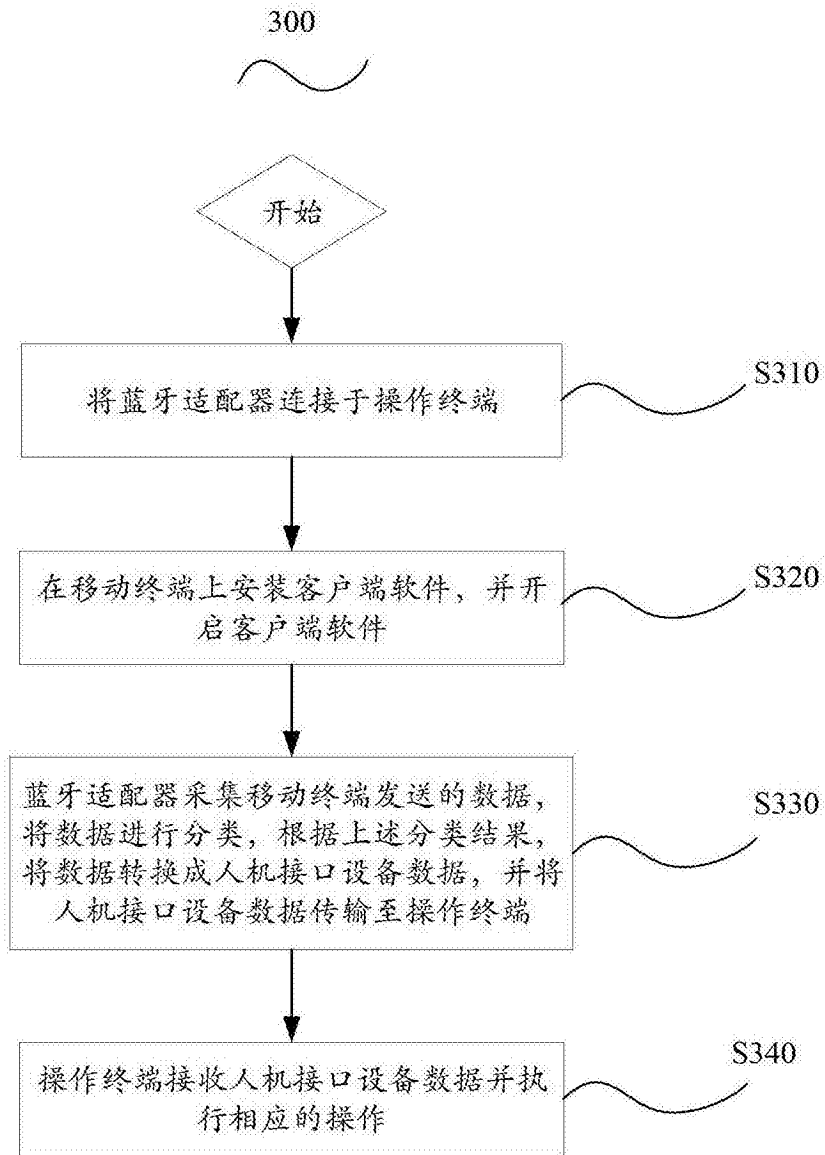 300
开始
将蓝牙适配器连接于操作终端
S310
在移动终端上安装客户端软件，并开
启客户端软件
S320
蓝牙适配器采集移动终端发送的数据，
将数据进行分类，根据上述分类结果，
将数据转换成人机接口设备数据，并将
人机接口设备数据传输至操作终端
S330
操作终端接收人机接口设备数据并执
行相应的操作
S340